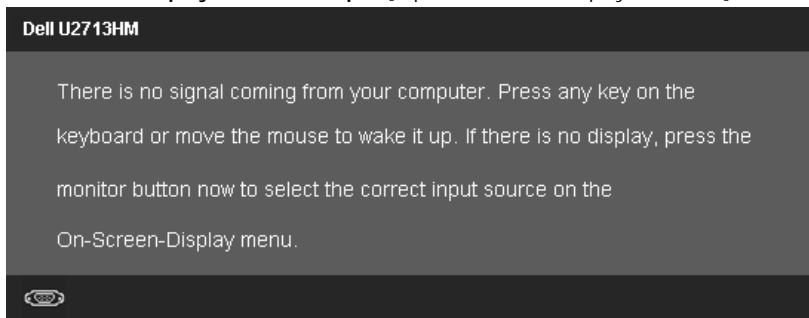 Dell U2713HM
There is no signal coming from your computer. Press any key on the
keyboard or move the mouse to wake it up. If there is no display, press the
monitor button now to select the correct input source on the
On-Screen-Display menu.